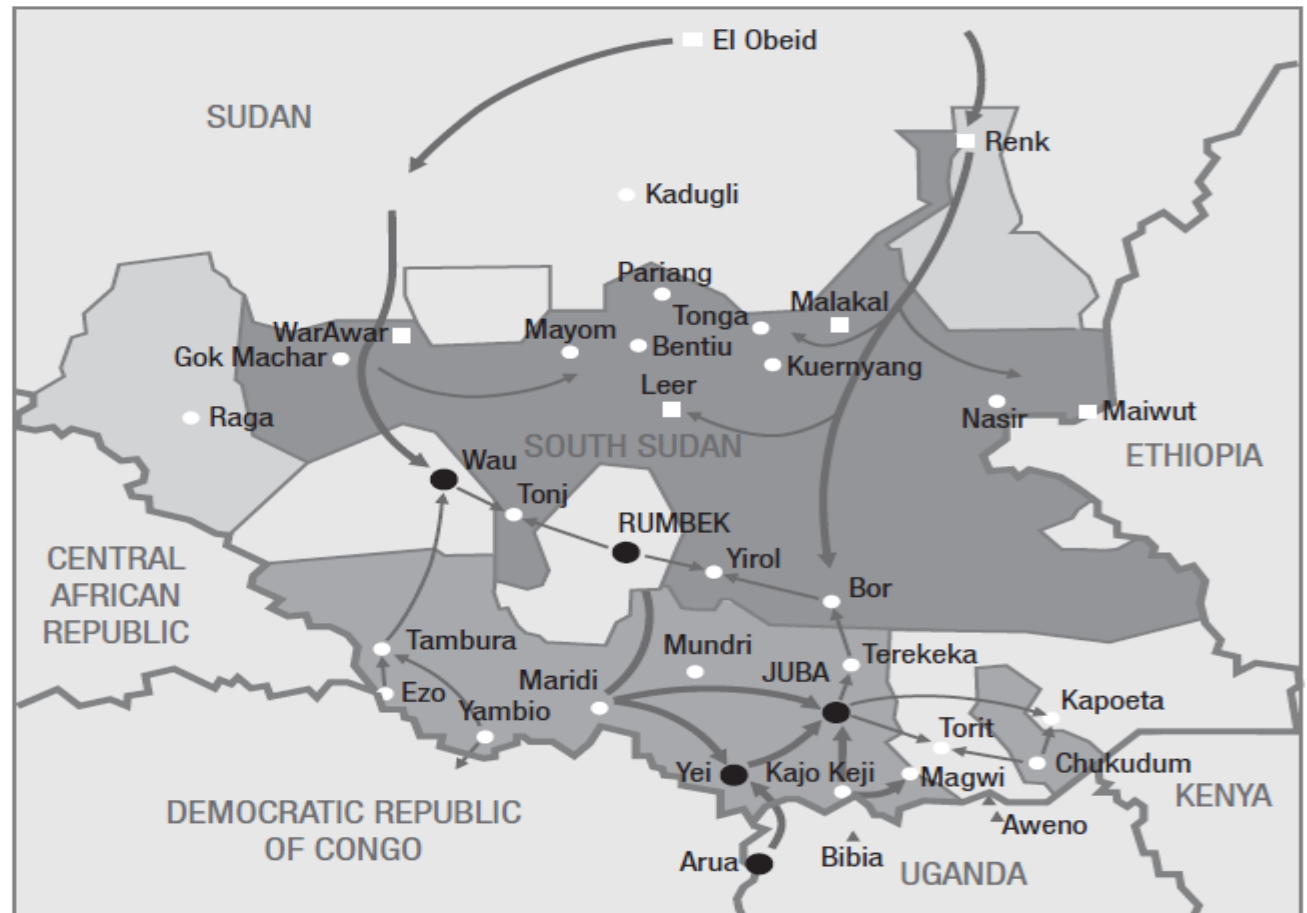 El Obeid
SUDAN
Renk
Kadugli
Pariang
Malakal
Tonga
WarAwar
Mayom
Gok Machar
Bentiu
Kuernyang
Leer
Raga
Nasir
Maiwut
SOUTH SUDAN
ETHIOPIA
Wau
Tonj
RUMBEK
CENTRAL
AFRICAN
REPUBLIC
Yirol
Bor
Tambura
Mundri
Terekeka
JUBA
Maridi
Ezo
Kapoeta
Yambio
Torit
Chukudum
Yei
Kajo Keji
Magwi
KENYA
DEMOCRATIC REPUBLIC
OF CONGO
Aweno
Arua
Bibia
UGANDA